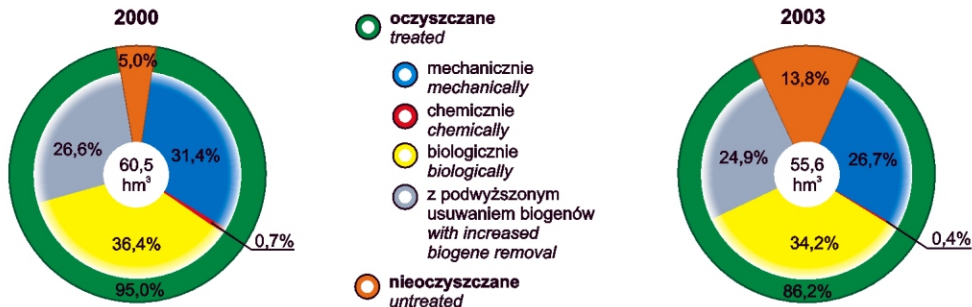 2000
5,0%
26,6%
31,4%
60,5
hm³
36,4%
0,7%
95,0%
oczyszczane
treated
mechanicznie
mechanically
chemicznie
chemically
biologicznie
biologically
z podwyższonym
usuwaniem biogenów
with increased
biogene removal
nieoczyszczane
untreated
2003
13,8%
24,9%
26,7%
55,6
hm³
34,2%
0,4%
86,2%